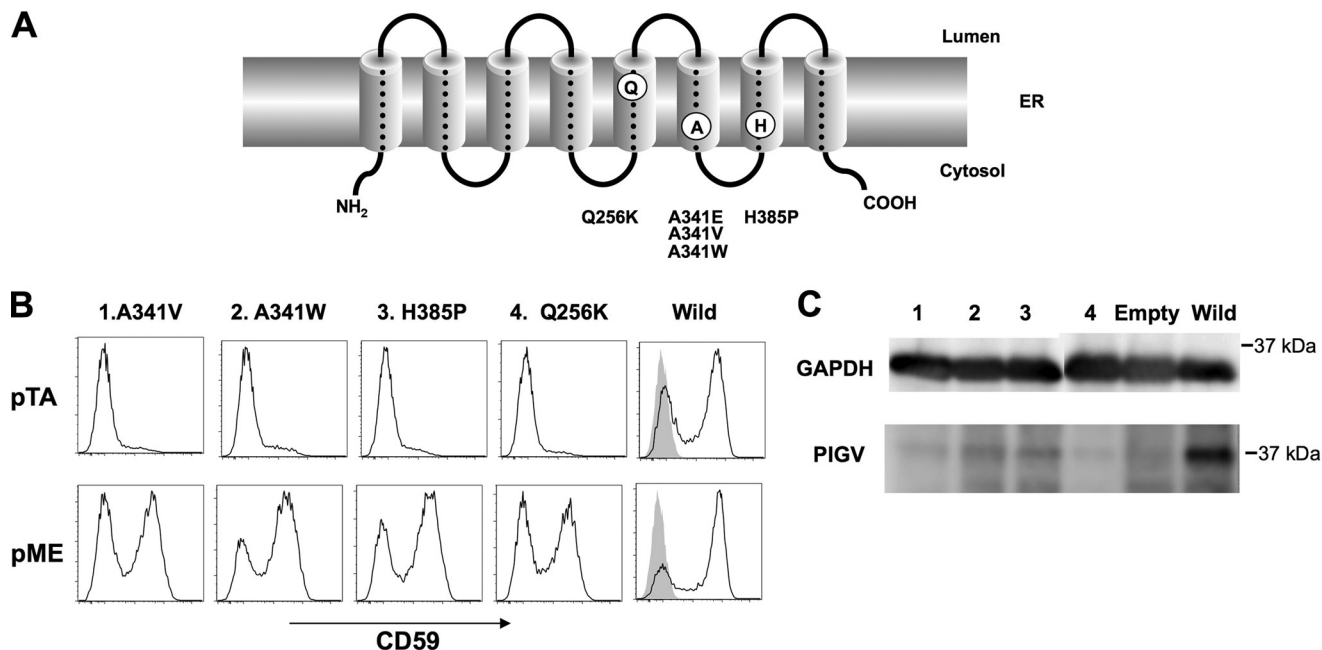 A
Lumen
ER
Q
A
H
Cytosol
NH2
COOH
Q256K
A341E
A341V
A341W
H385P
B
1.A341V 2. A341W 3. H385P 4. Q256K Wild
pTA
pME
CD59
C
1 2 3 4 Empty Wild
GAPDH
–37 kDa
PIGV
–37 kDa